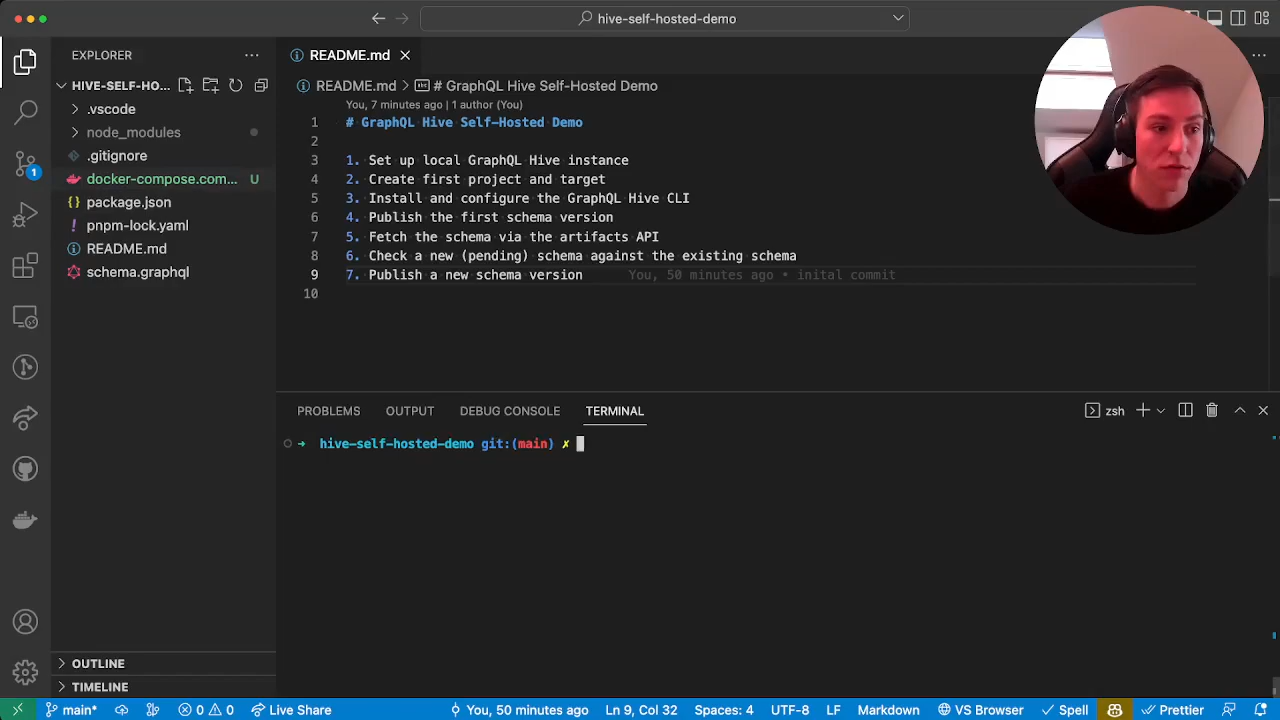 hive-self-hosted-demo
EXPLORER
README.md
HIVE-SELF-HO...
README.md > # GraphQL Hive Self-Hosted Demo
You, 7 minutes ago | 1 author (You)
.vscode
node_modules
.gitignore
docker-compose.com... U
package.json
pnpm-lock.yaml
README.md
schema.graphql
1 # GraphQL Hive Self-Hosted Demo
2
3 1. Set up local GraphQL Hive instance
4 2. Create first project and target
5 3. Install and configure the GraphQL Hive CLI
6 4. Publish the first schema version
7 5. Fetch the schema via the artifacts API
8 6. Check a new (pending) schema against the existing schema
9 7. Publish a new schema version You, 50 minutes ago • inital commit
10
1
PROBLEMS OUTPUT DEBUG CONSOLE TERMINAL zsh
→ hive-self-hosted-demo git:(main) ✗
OUTLINE
TIMELINE
main* 0 0 Live Share You, 50 minutes ago Ln 9, Col 32 Spaces: 4 UTF-8 LF Markdown VS Browser Spell Prettier